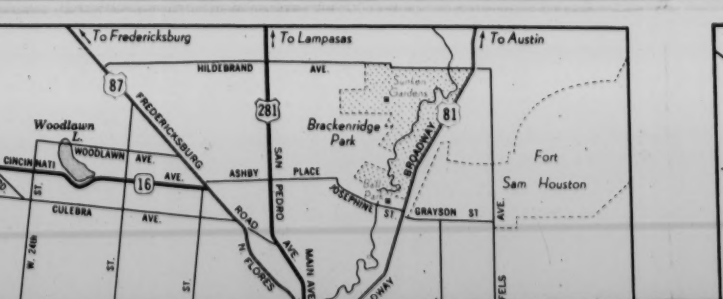 To Fredericksburg
To Lampasas
To Austin
HILDEBRAND AVE.
Sunken
Gardens
87
FREDERICKSBURG
ROAD
281
81
Brackenridge
Park
BROADWAY
Woodlawn
L.
WOODLAWN AVE.
CINCINNATI AVE.
16
ASHBY PLACE
SAN PEDRO
AVE.
JOSEPHINE ST.
GRAYSON ST
Fort
Sam Houston
AVE.
CULEBRA AVE.
W. 24th
ST.
ST.
ST.
N. FLORES
MAIN AVE